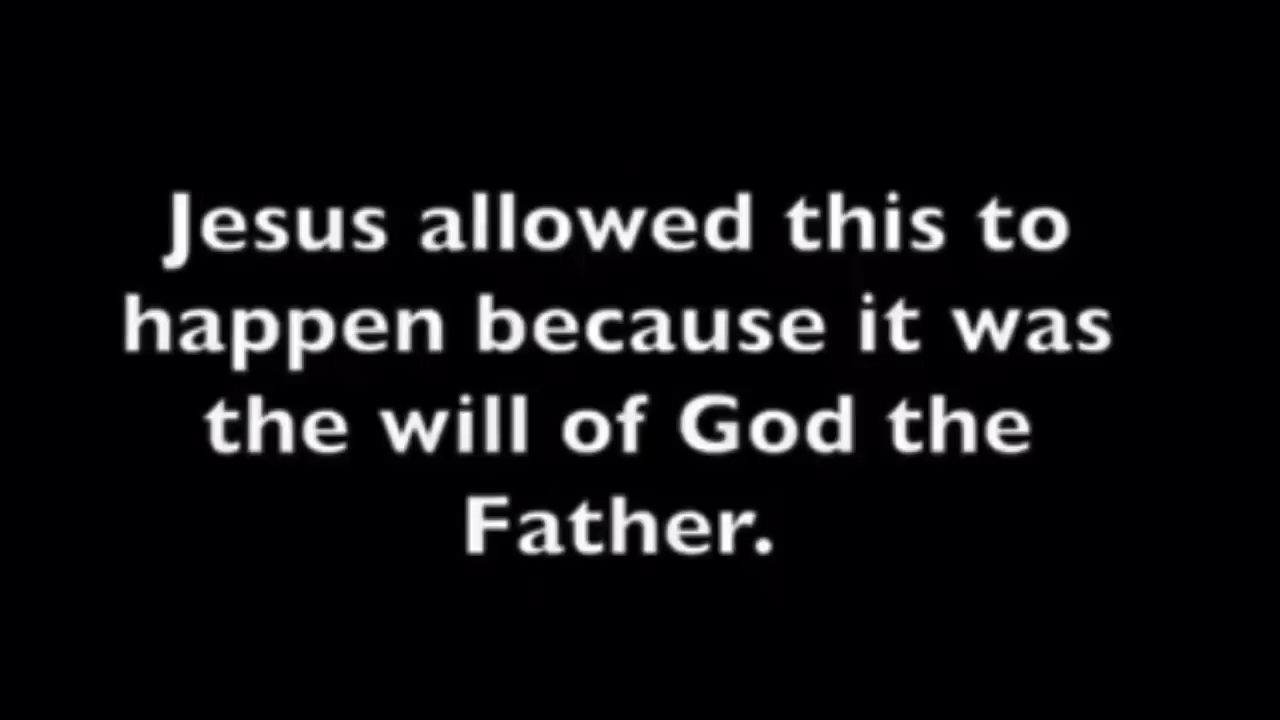 Jesus allowed this to
happen because it was
the will of God the
Father.